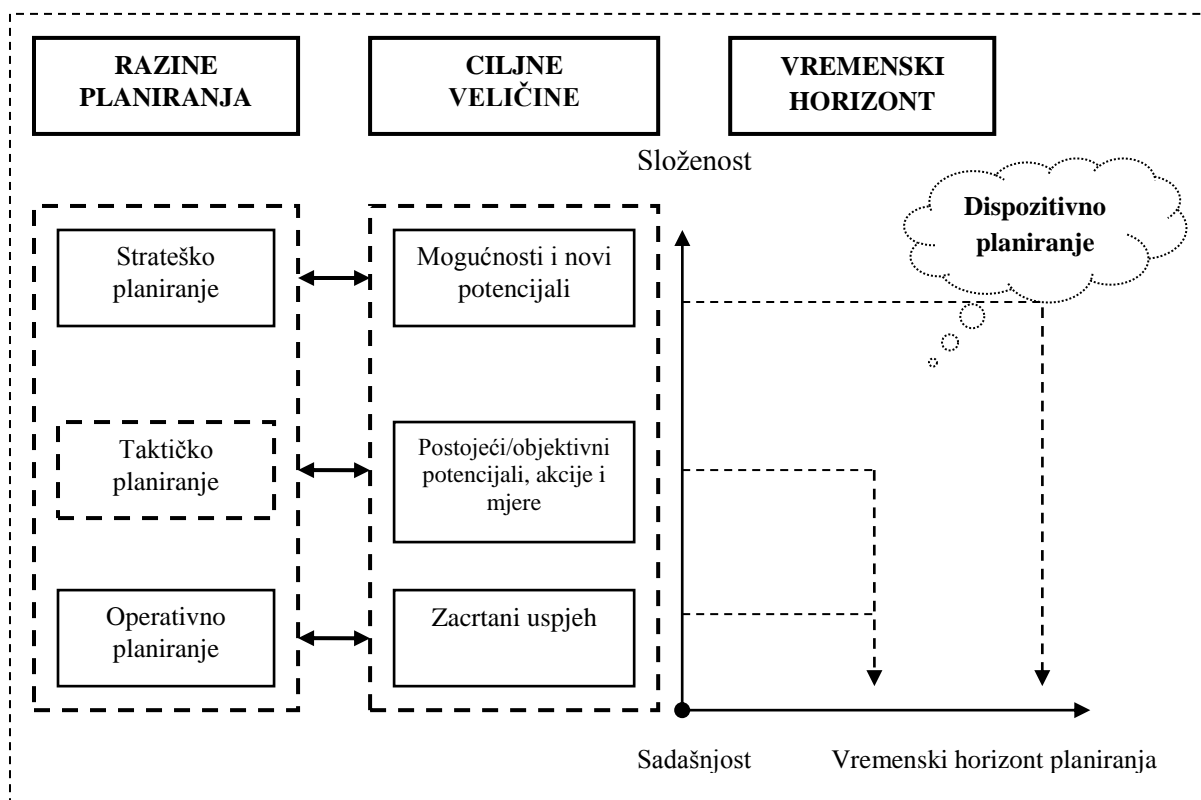 RAZINE
PLANIRANJA
CILJNE
VELIČINE
VREMENSKI
HORIZONT
Složenost
Dispozitivno
planiranje
Strateško
planiranje
Mogućnosti i novi
potencijali
Taktičko
planiranje
Postojeći/objektivni
potencijali, akcije i
mjere
Operativno
planiranje
Zacrtani uspjeh
Sadašnjost
Vremenski horizont planiranja